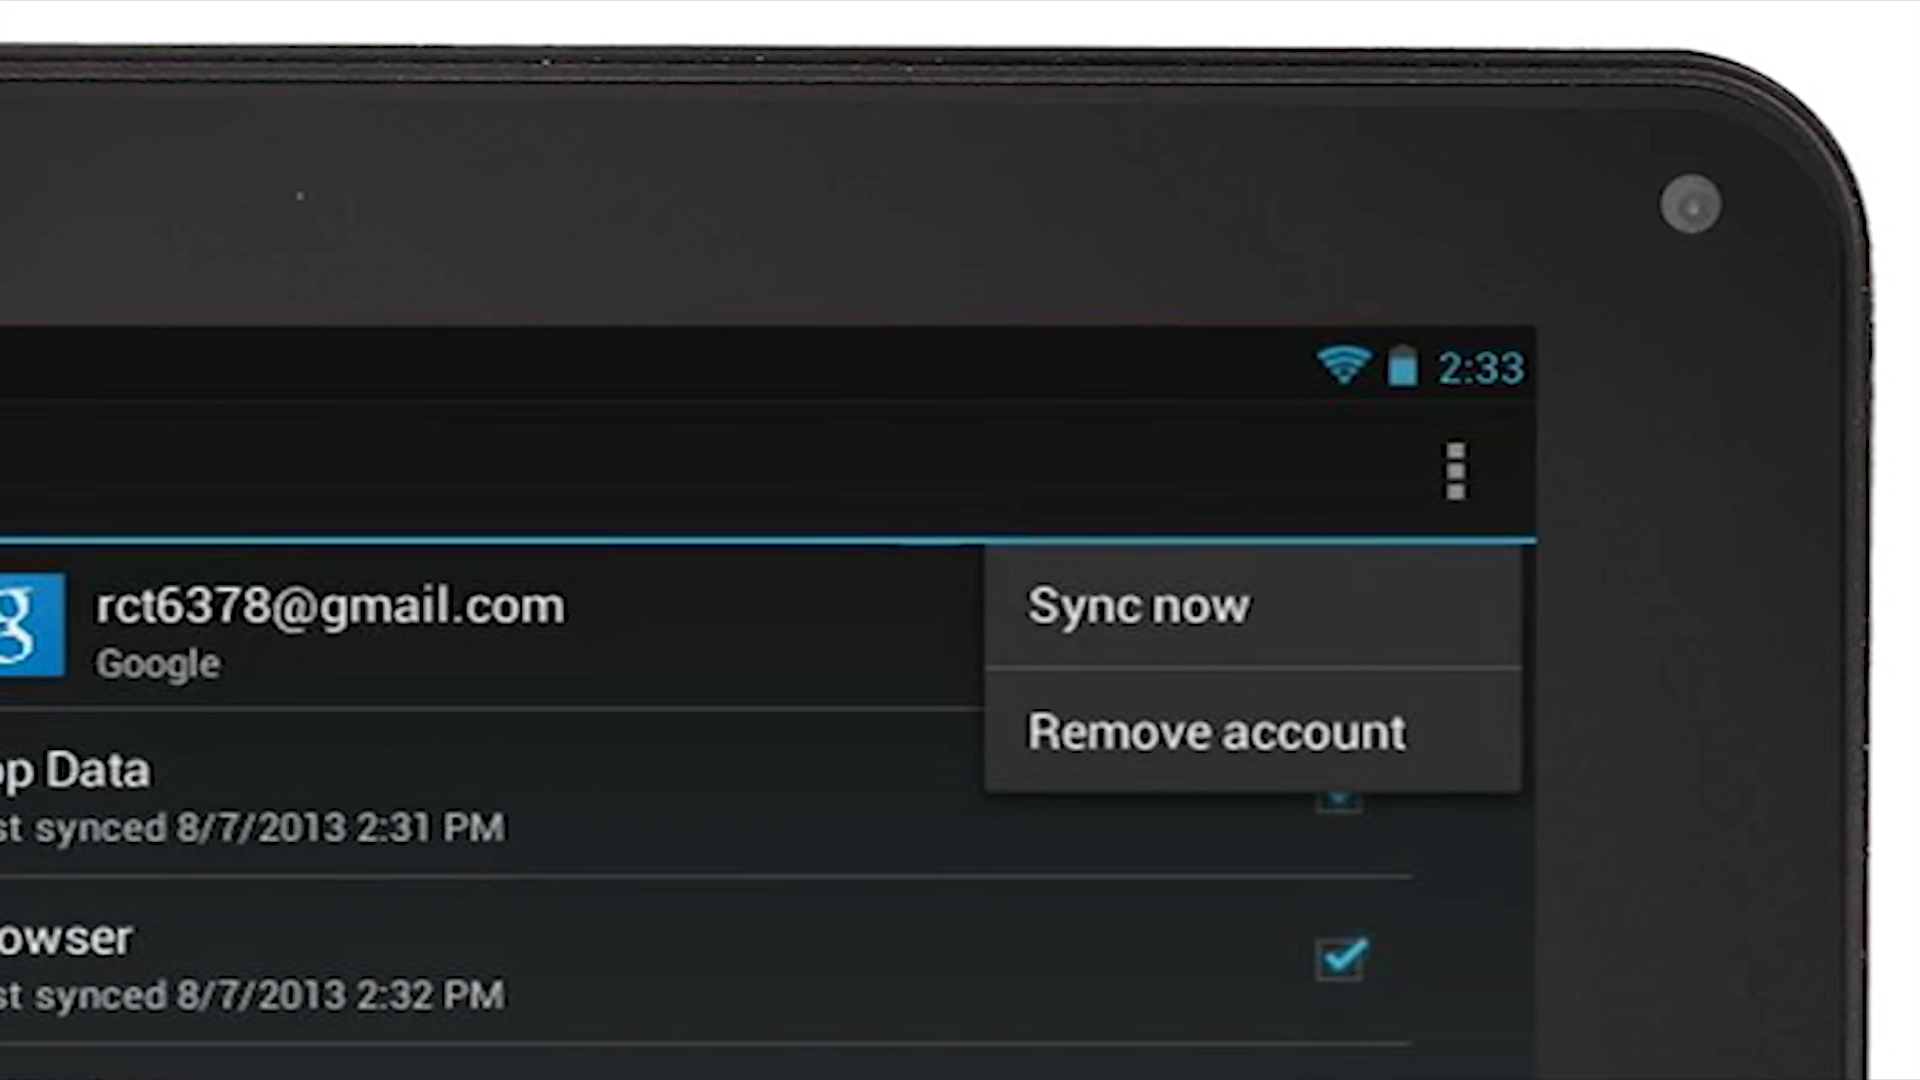 2:33
g
rct6378@gmail.com
Google
Sync now
Remove account
op Data
st synced 8/7/2013 2:31 PM
owser
st synced 8/7/2013 2:32 PM